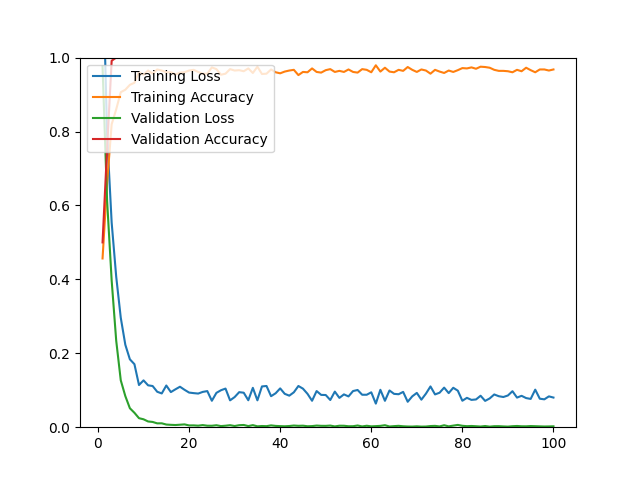 1.0
0.8
0.6
0.4
0.2
0.0
Training Loss
Training Accuracy
Validation Loss
Validation Accuracy
0 20 40 60 80 100